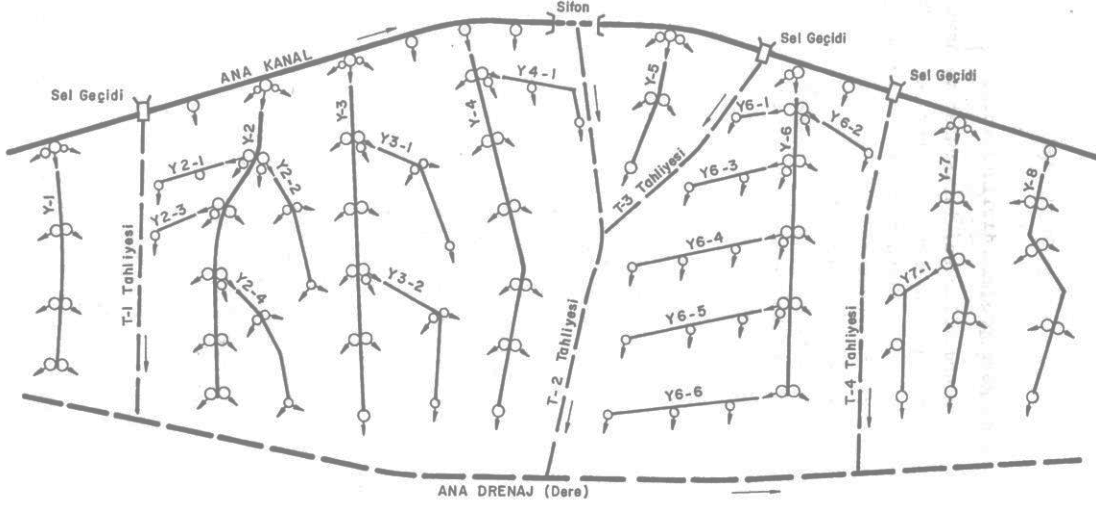 Sifon
ANA KANAL
Sel Geçidi
Sel Geçidi
Sel Geçidi
Y-1
Y-2
Y2-1
Y2-2
Y2-3
Y2-4
Y-3
Y3-1
Y3-2
Y-4
Y4-1
Y-5
Y-6
Y6-1
Y6-2
Y6-3
Y6-4
Y6-5
Y6-6
Y-7
Y7-1
Y-8
T-1 Tahliyesi
T-2 Tahliyesi
T-3 Tahliyesi
T-4 Tahliyesi
ANA DRENAJ (Dere)